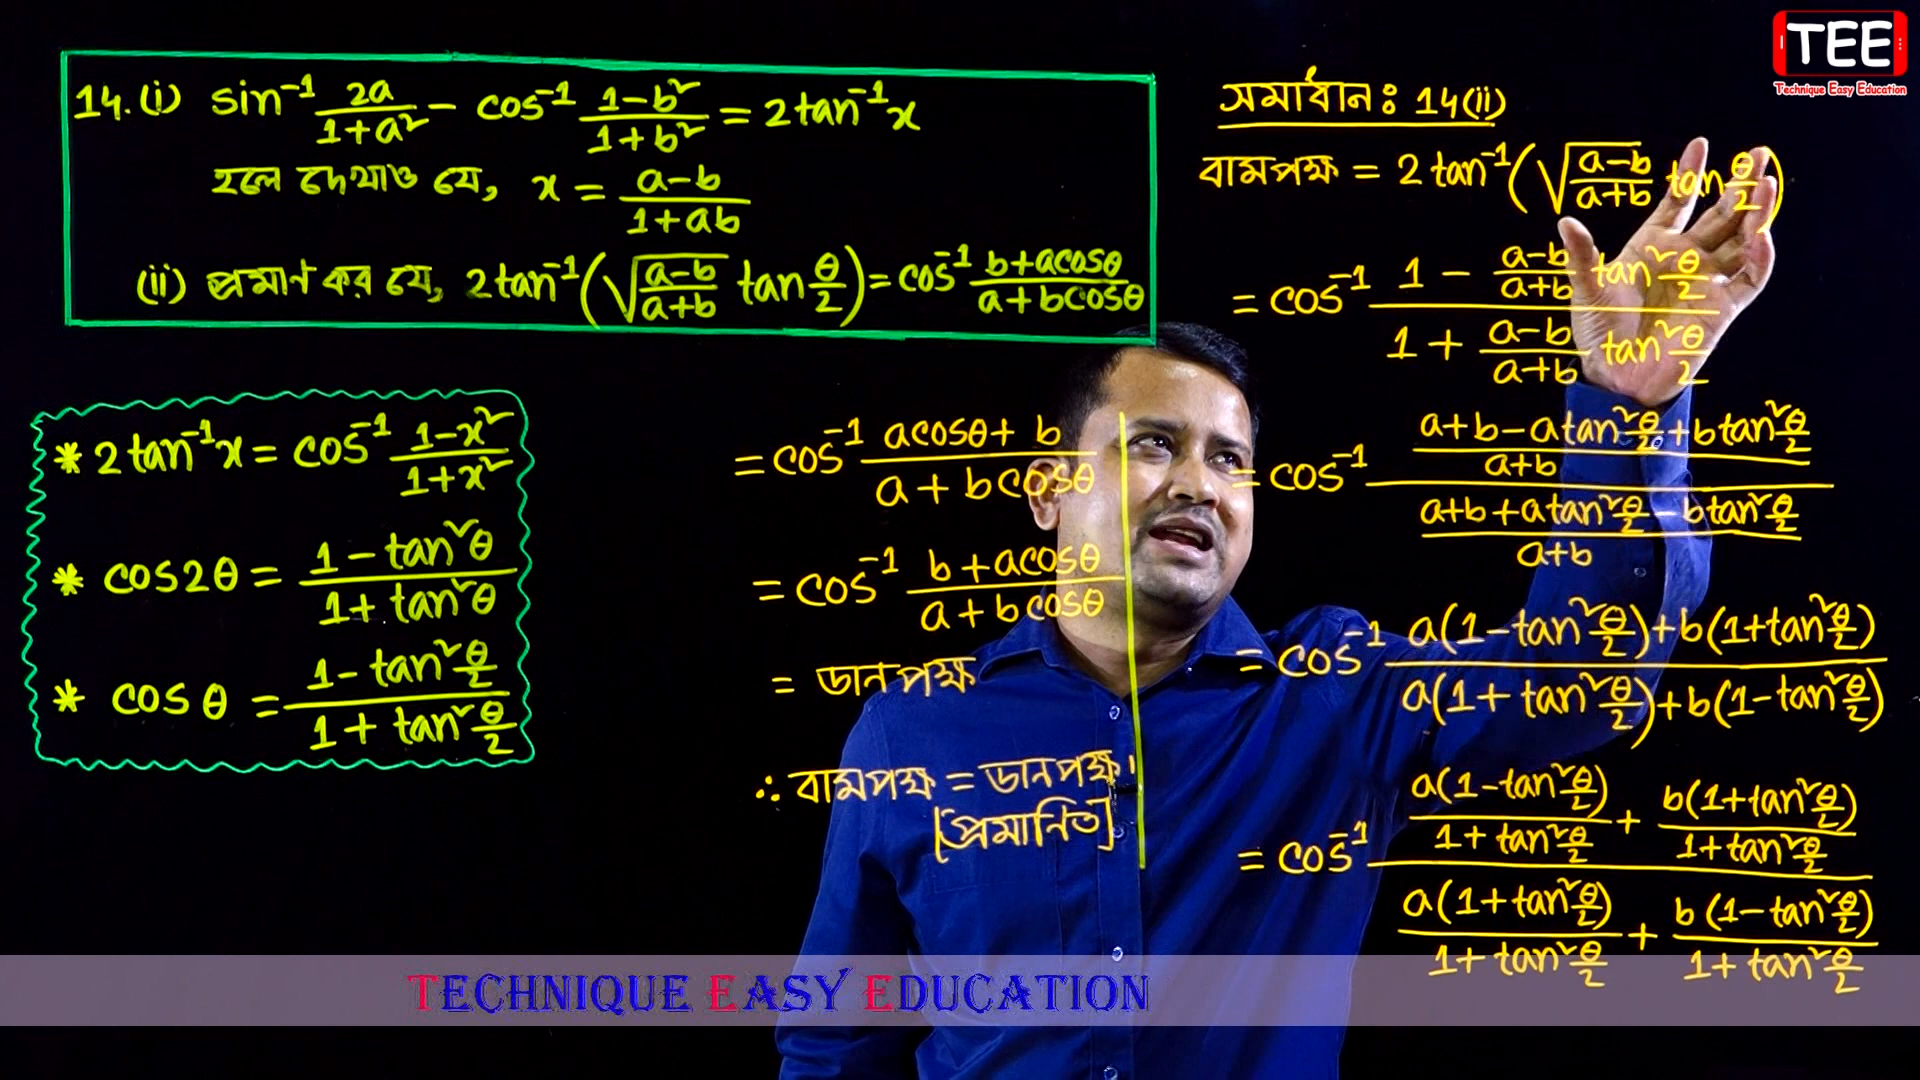 14.(i) sin⁻¹ 2a/(1+a²) − cos⁻¹ (1−b²)/(1+b²) = 2tan⁻¹x
হলে দেখাও যে, x = (a−b)/(1+ab)
(ii) প্রমাণ কর যে, 2tan⁻¹(√((a−b)/(a+b)) tan θ/2) = cos⁻¹ (b+acosθ)/(a+bcosθ)
* 2tan⁻¹x = cos⁻¹ (1−x²)/(1+x²)
* cos2θ = (1−tan²θ)/(1+tan²θ)
* cosθ = (1−tan²θ/2)/(1+tan²θ/2)
সমাধান: 14(ii)
বামপক্ষ = 2tan⁻¹(√((a−b)/(a+b)) tan θ/2)
= cos⁻¹ (1 − (a−b)/(a+b) tan²θ/2)/(1 + (a−b)/(a+b) tan²θ/2)
= cos⁻¹ ((a+b−atan²θ/2+btan²θ/2)/(a+b))/((a+b+atan²θ/2−btan²θ/2)/(a+b))
= cos⁻¹ (a(1−tan²θ/2)+b(1+tan²θ/2))/(a(1+tan²θ/2)+b(1−tan²θ/2))
= cos⁻¹ (a(1−tan²θ/2)/(1+tan²θ/2) + b(1+tan²θ/2)/(1+tan²θ/2))/(a(1+tan²θ/2)/(1+tan²θ/2) + b(1−tan²θ/2)/(1+tan²θ/2))
= cos⁻¹ (acosθ+b)/(a+bcosθ)
= cos⁻¹ (b+acosθ)/(a+bcosθ)
= ডানপক্ষ
∴ বামপক্ষ = ডানপক্ষ।
[প্রমানিত]
TEE
Technique Easy Education
TECHNIQUE EASY EDUCATION